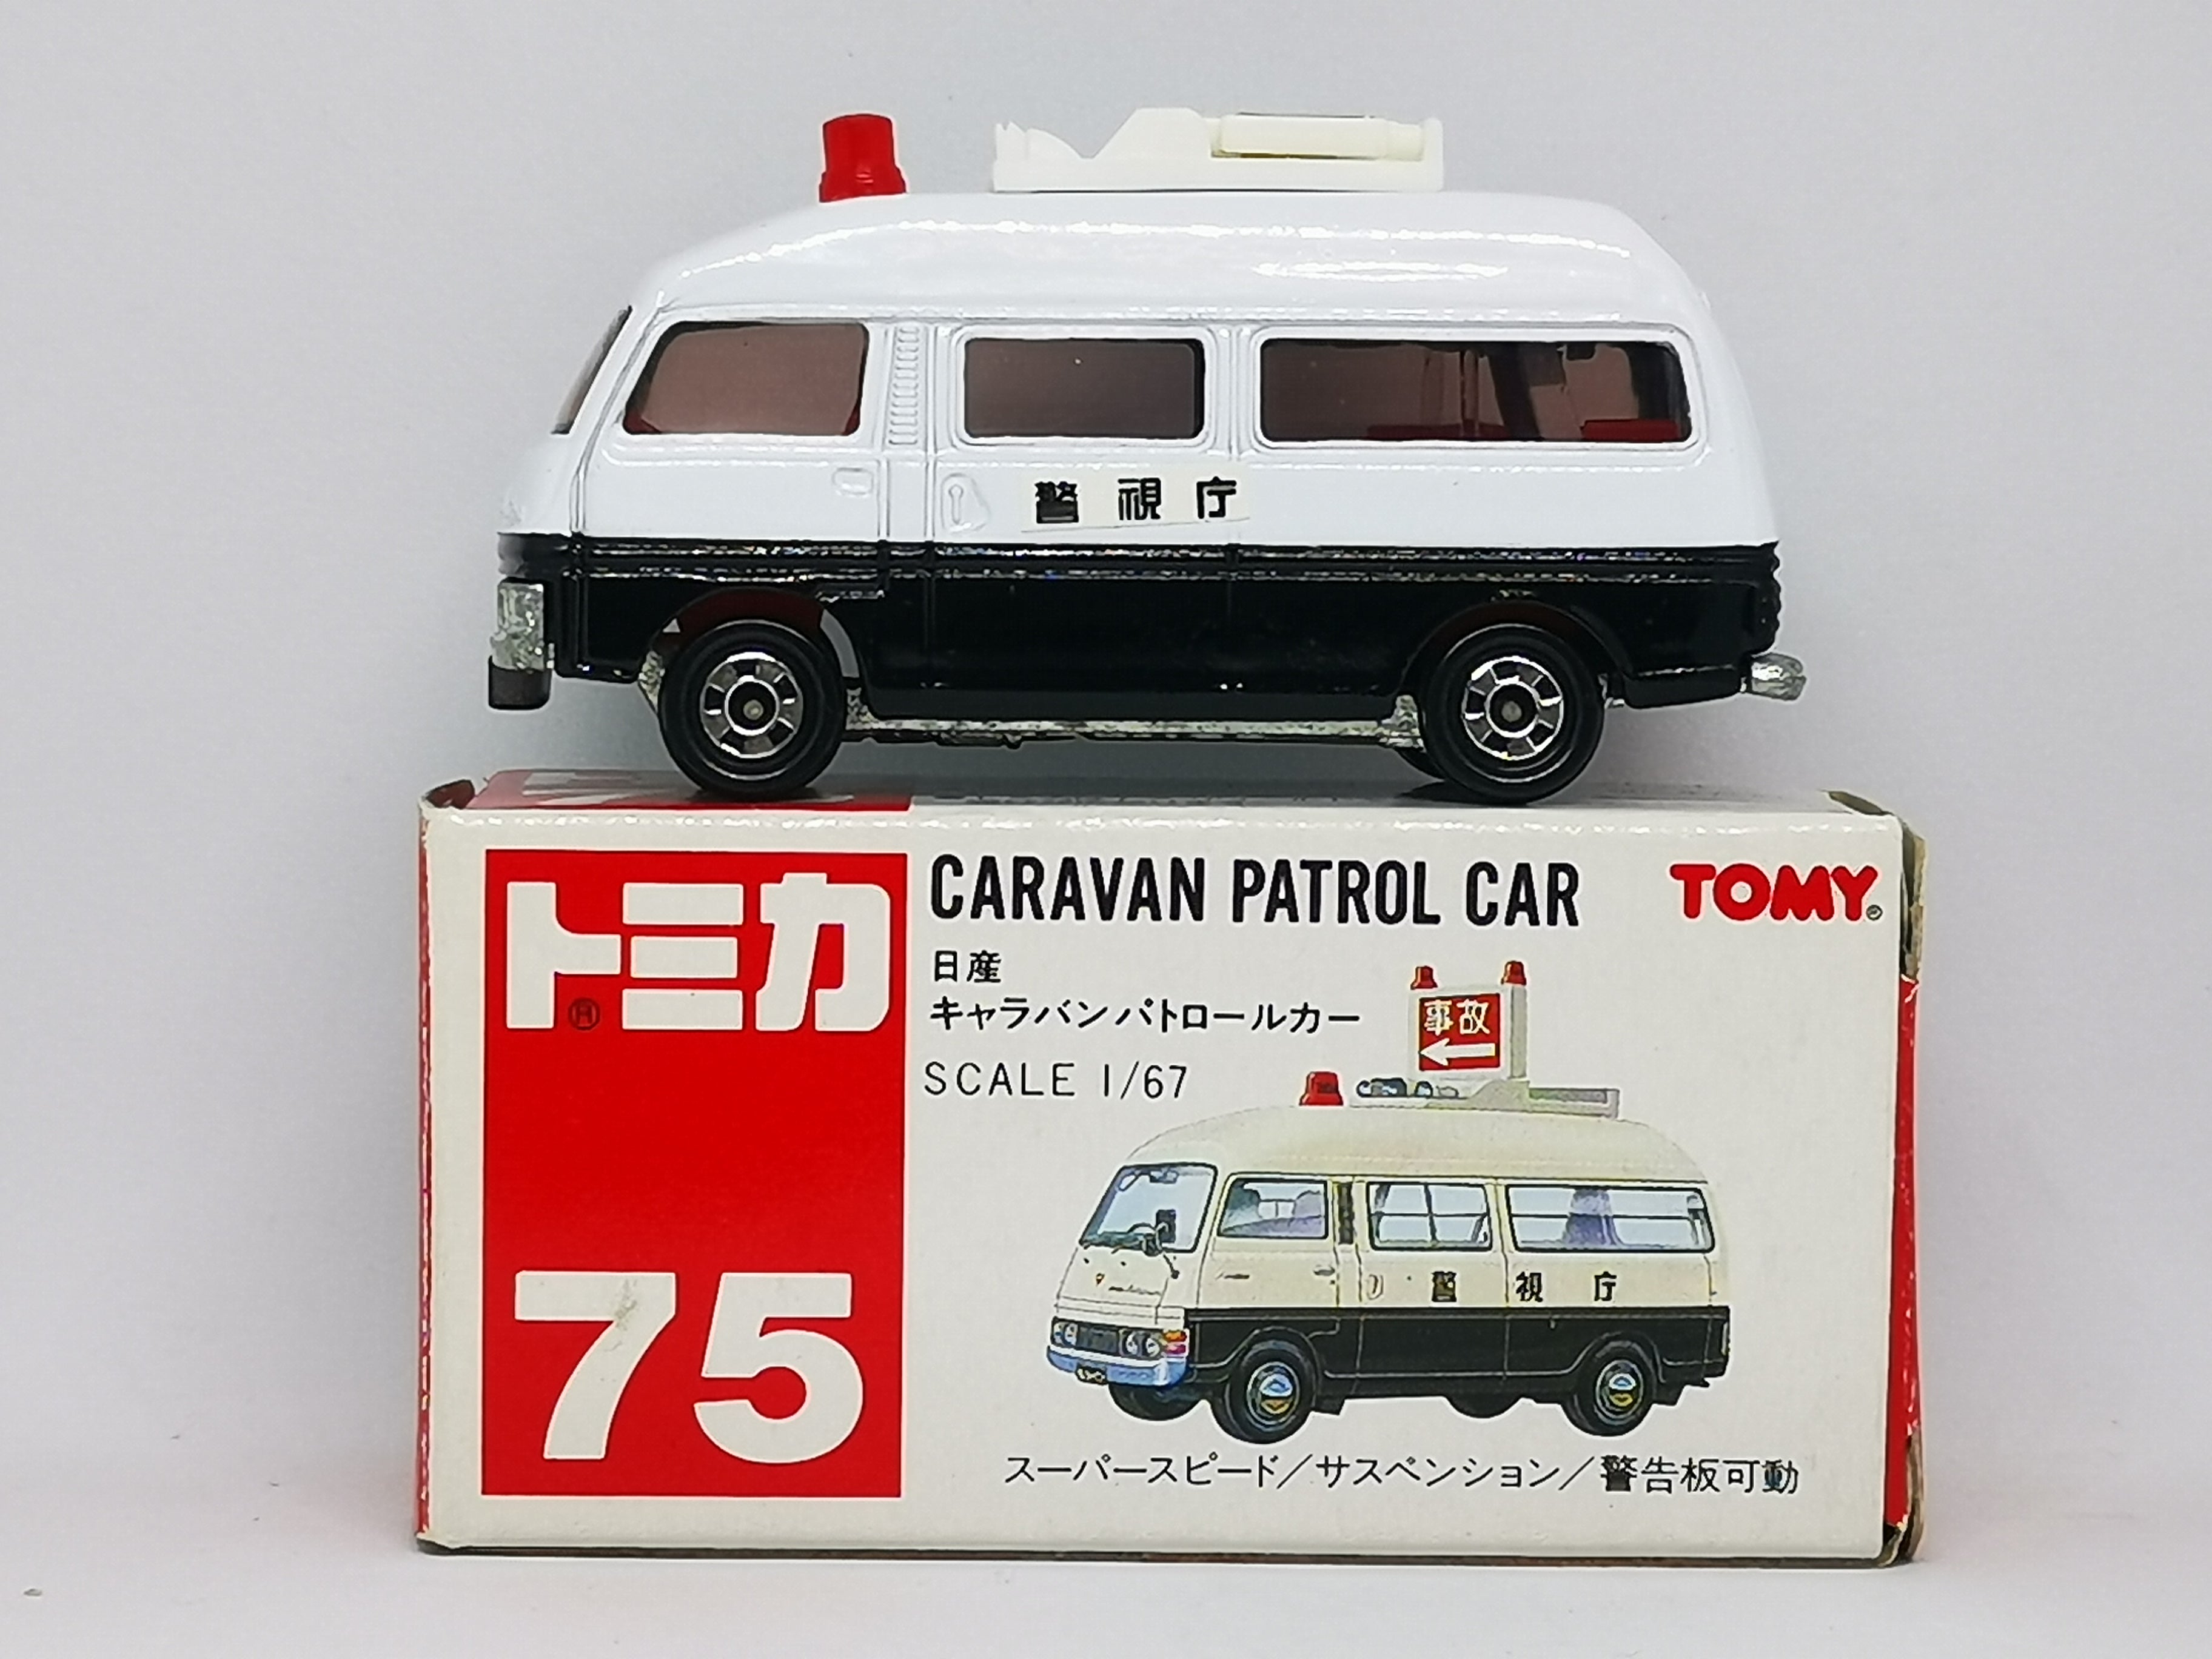 警視庁
トミカ®
75
CARAVAN PATROL CAR
TOMY®
日産
キャラバンパトロールカー
SCALE 1/67
事故
←
警視庁
スーパースピード／サスペンション／警告板可動